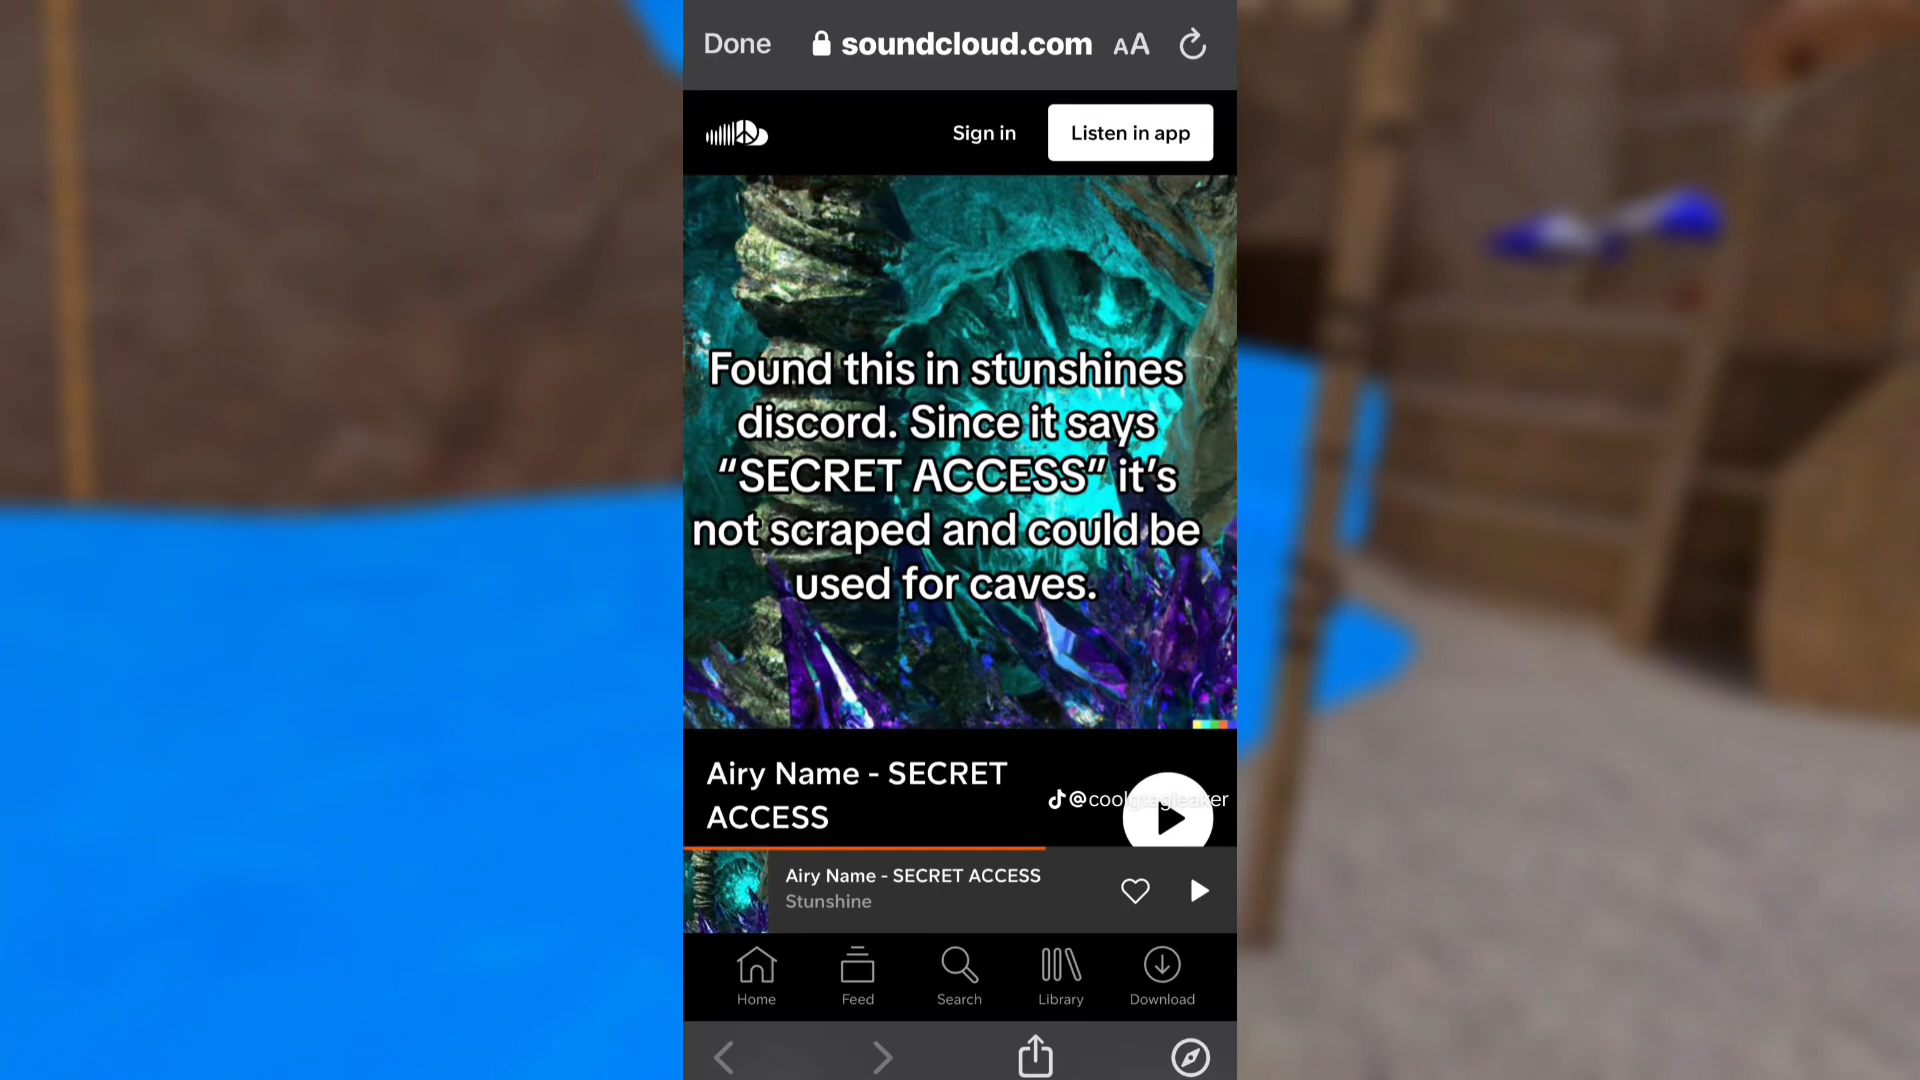 Done
soundcloud.com
AA
Sign in
Listen in app
Found this in stunshines
discord. Since it says
“SECRET ACCESS” it’s
not scraped and could be
used for caves.
Airy Name - SECRET
ACCESS
@coolgtagleaker
Airy Name - SECRET ACCESS
Stunshine
Home
Feed
Search
Library
Download